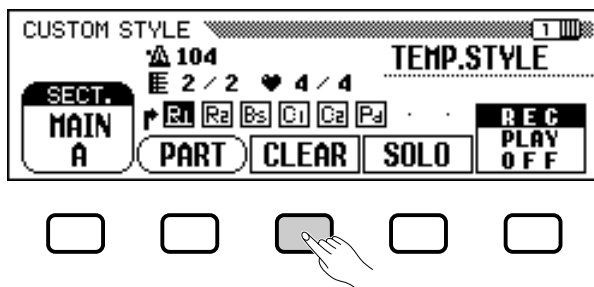 CUSTOM STYLE 1
104 TEMP.STYLE
2/2 4/4
SECT. R1 R2 Bs C1 C2 Pd
MAIN A
PART CLEAR SOLO
REC
PLAY
OFF